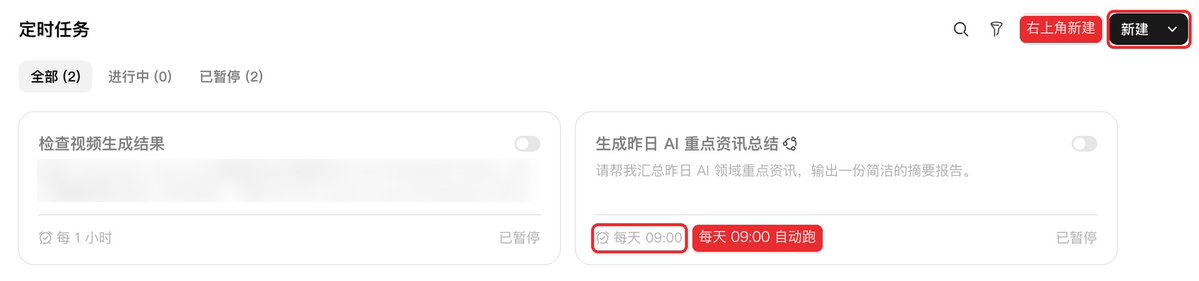 定时任务
右上角新建
新建
全部 (2)
进行中 (0)
已暂停 (2)
检查视频生成结果
每 1 小时
已暂停
生成昨日 AI 重点资讯总结
请帮我汇总昨日 AI 领域重点资讯，输出一份简洁的摘要报告。
每天 09:00
每天 09:00 自动跑
已暂停